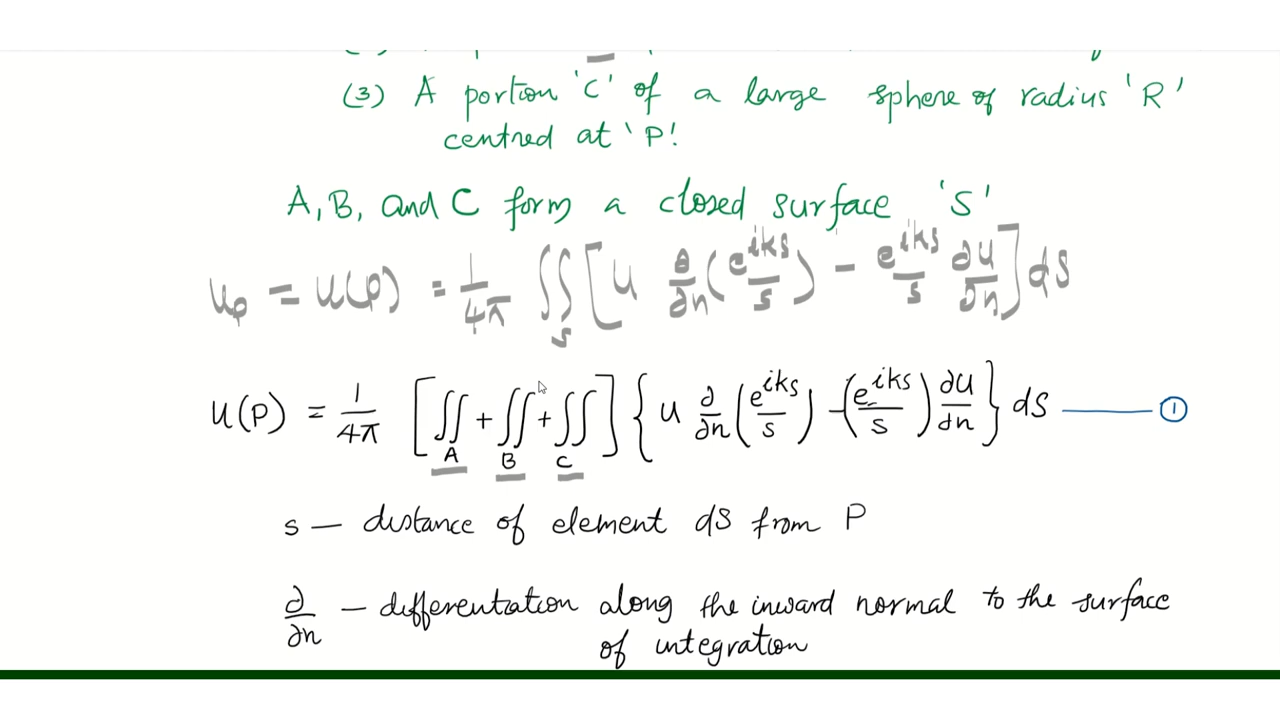 (3) A portion 'C' of a large sphere of radius 'R'
centred at 'P'.
A, B, and C form a closed surface 'S'
u_p = u(p) = 1/4π ∬_S [u ∂/∂n (e^{iks}/s) - e^{iks}/s ∂u/∂n] ds
U(P) = 1/4π [∬_A + ∬_B + ∬_C] {u ∂/∂n (e^{iks}/s) - (e^{iks}/s) ∂u/∂n} ds — ①
s — distance of element dS from P
∂/∂n — differentation along the inward normal to the surface
of integration